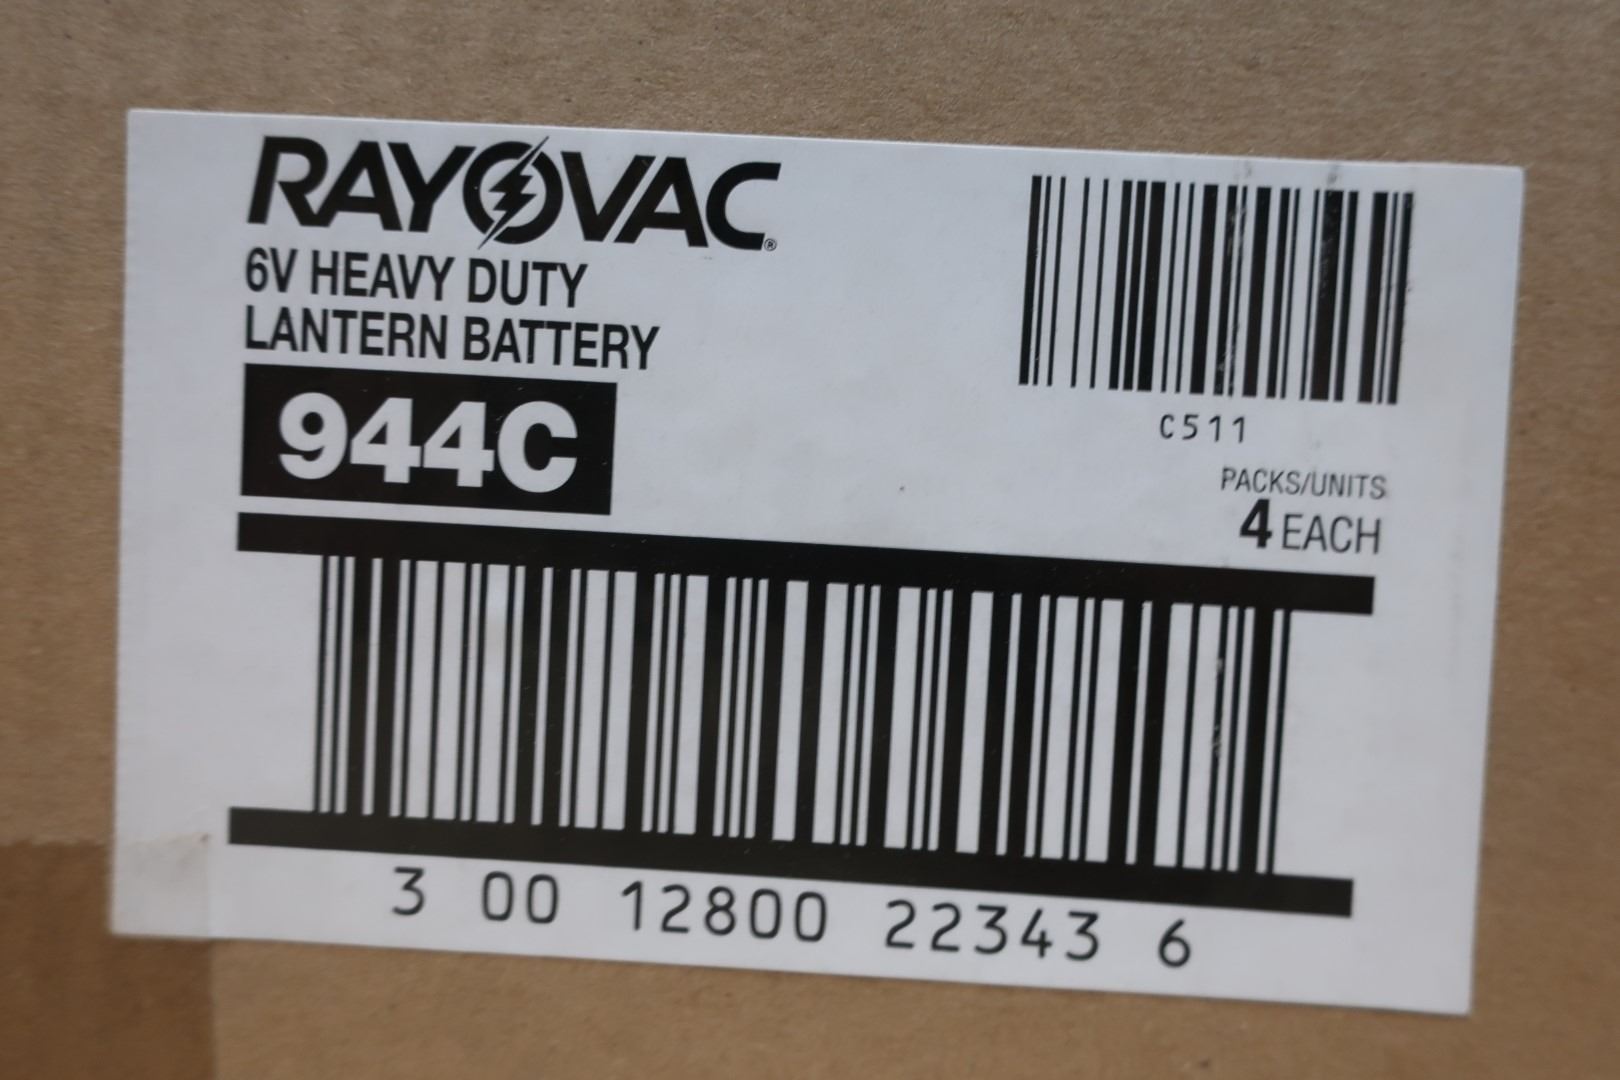 RAYOVAC®
6V HEAVY DUTY
LANTERN BATTERY
944C
C511
PACKS/UNITS
4 EACH
3 00 12800 22343 6